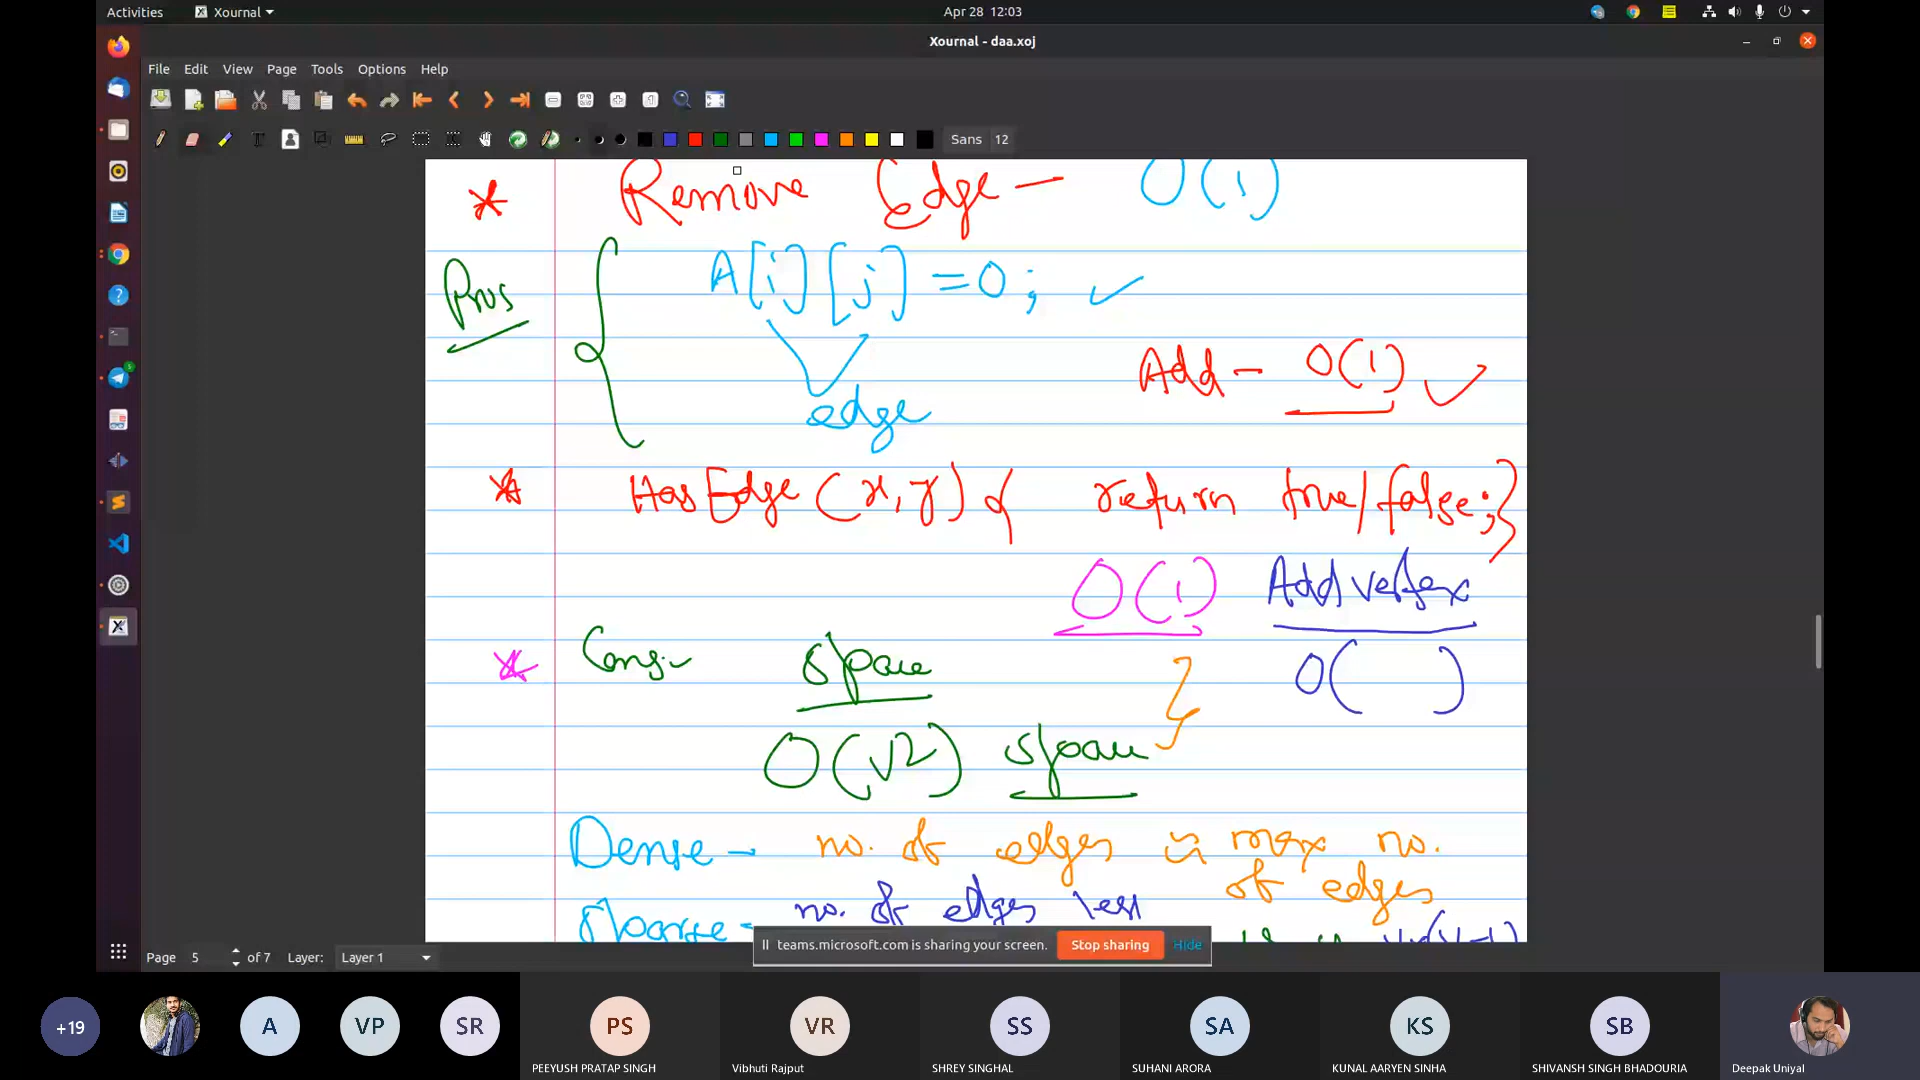 Activities Xournal Apr 28 12:03
Xournal - daa.xoj
File Edit View Page Tools Options Help
Sans 12
* Remove Edge — O(1)
Pros A[i][j] = 0;
Add — O(1)
edge
* HasEdge(x,y){ return true/false;}
O(1) Add vertex
* Cons:- space O( )
O(V2) space
Dense — no. of edges is max no.
of edges
sparse — no. of edges less
Page 5 of 7 Layer: Layer 1
teams.microsoft.com is sharing your screen. Stop sharing Hide
+19 A VP SR PS VR SS SA KS SB
PEEYUSH PRATAP SINGH Vibhuti Rajput SHREY SINGHAL SUHANI ARORA KUNAL AARYEN SINHA SHIVANSH SINGH BHADOURIA Deepak Uniyal